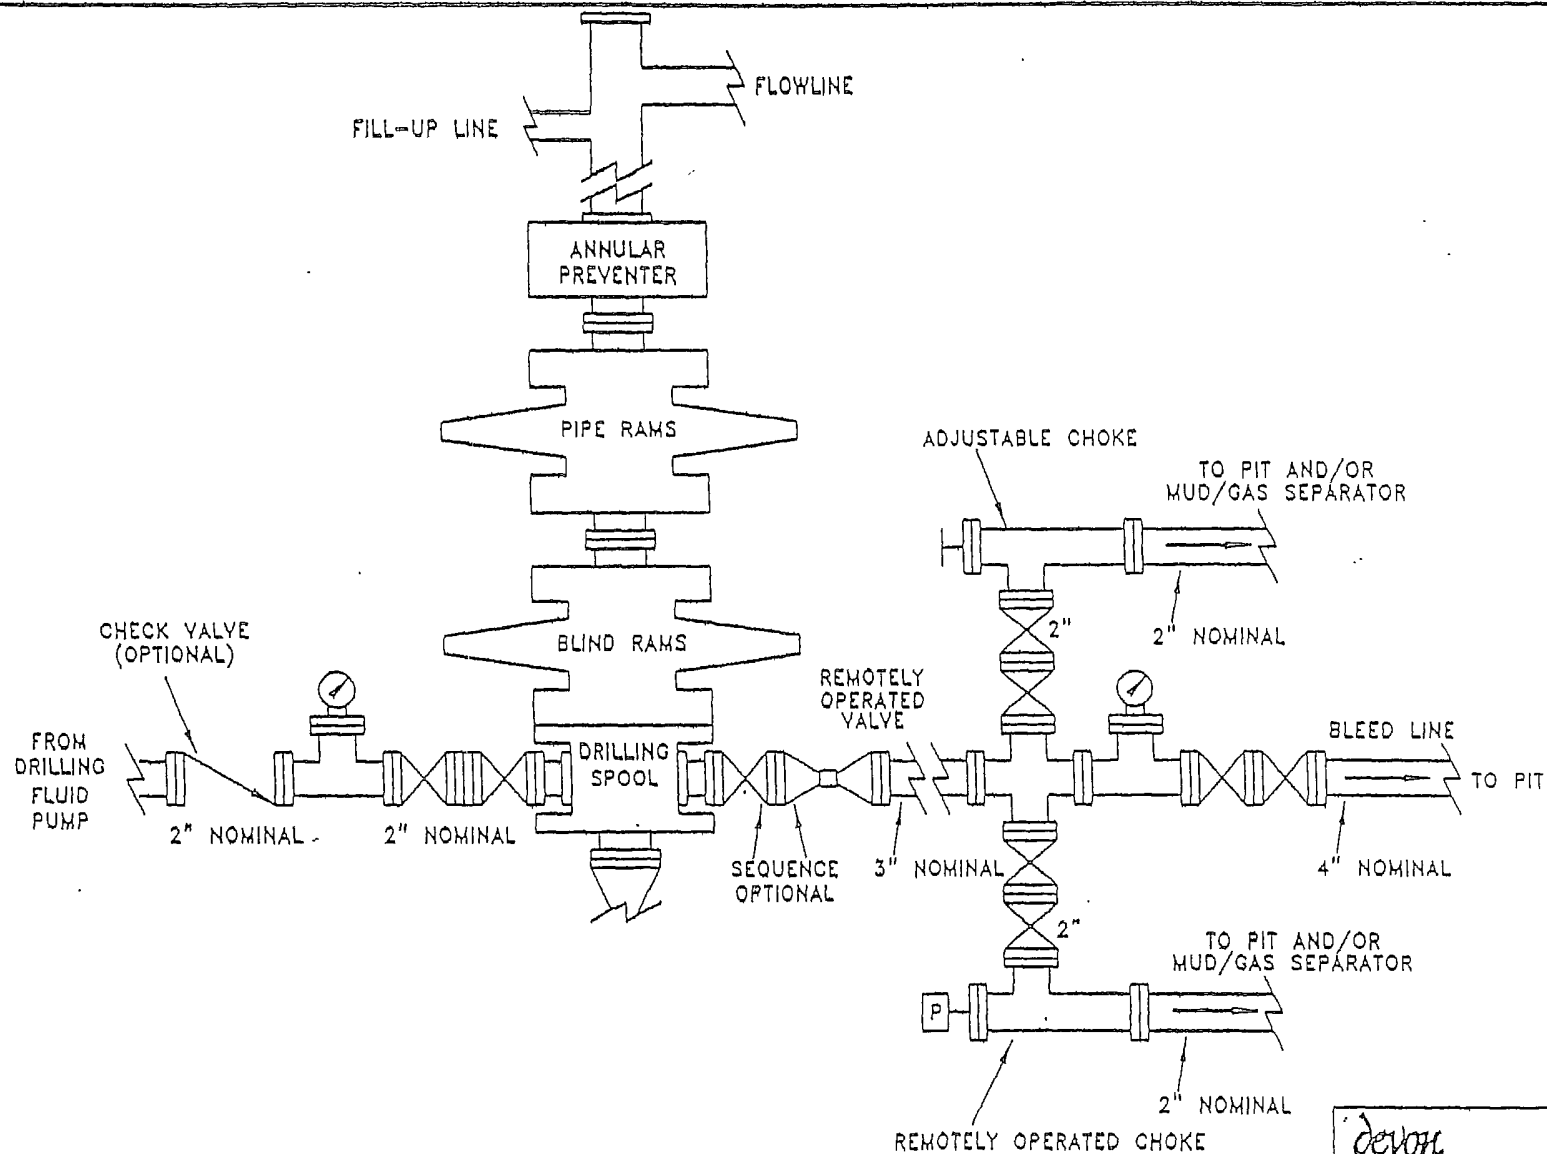 FLOWLINE
FILL-UP LINE
ANNULAR
PREVENTER
PIPE RAMS
ADJUSTABLE CHOKE
TO PIT AND/OR
MUD/GAS SEPARATOR
2"
2" NOMINAL
BLIND RAMS
CHECK VALVE
(OPTIONAL)
REMOTELY
OPERATED
VALVE
FROM
DRILLING
FLUID
PUMP
DRILLING
SPOOL
BLEED LINE
TO PIT
2" NOMINAL
2" NOMINAL
SEQUENCE
OPTIONAL
3" NOMINAL
4" NOMINAL
2"
TO PIT AND/OR
MUD/GAS SEPARATOR
P
2" NOMINAL
REMOTELY OPERATED CHOKE
devon